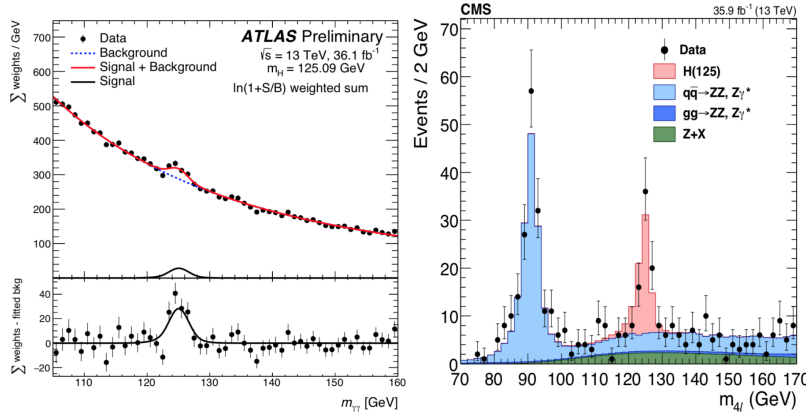 ATLAS Preliminary
√s = 13 TeV, 36.1 fb⁻¹
m_H = 125.09 GeV
ln(1+S/B) weighted sum
Data
Background
Signal + Background
Signal
Σ weights / GeV
700
600
500
400
300
200
100
Σ weights - fitted bkg
40
20
0
−20
110 120 130 140 150 160
m_γγ [GeV]
CMS 35.9 fb⁻¹ (13 TeV)
Events / 2 GeV
70
60
50
40
30
20
10
0
Data
H(125)
qq̄→ZZ, Zγ*
gg→ZZ, Zγ*
Z+X
70 80 90 100 110 120 130 140 150 160 170
m_4l (GeV)